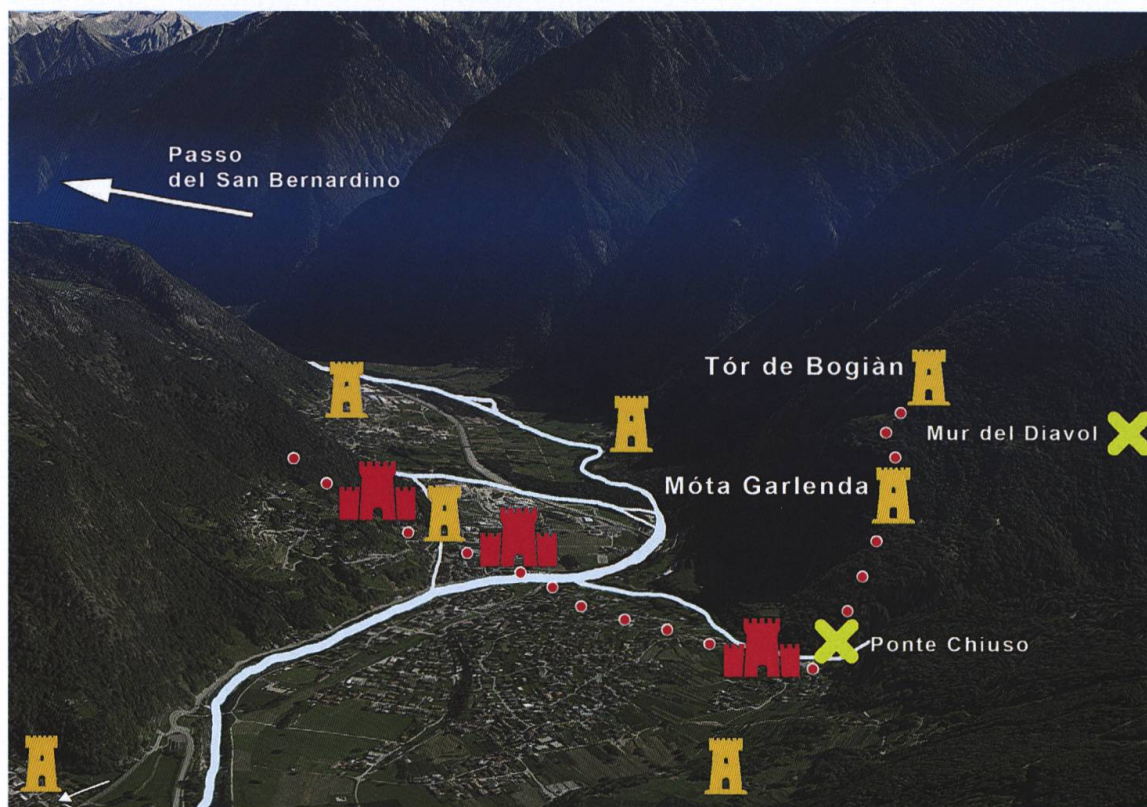 Passo
del San Bernardino
Tór de Bogiàn
Mur del Diavol
Móta Garlenda
Ponte Chiuso